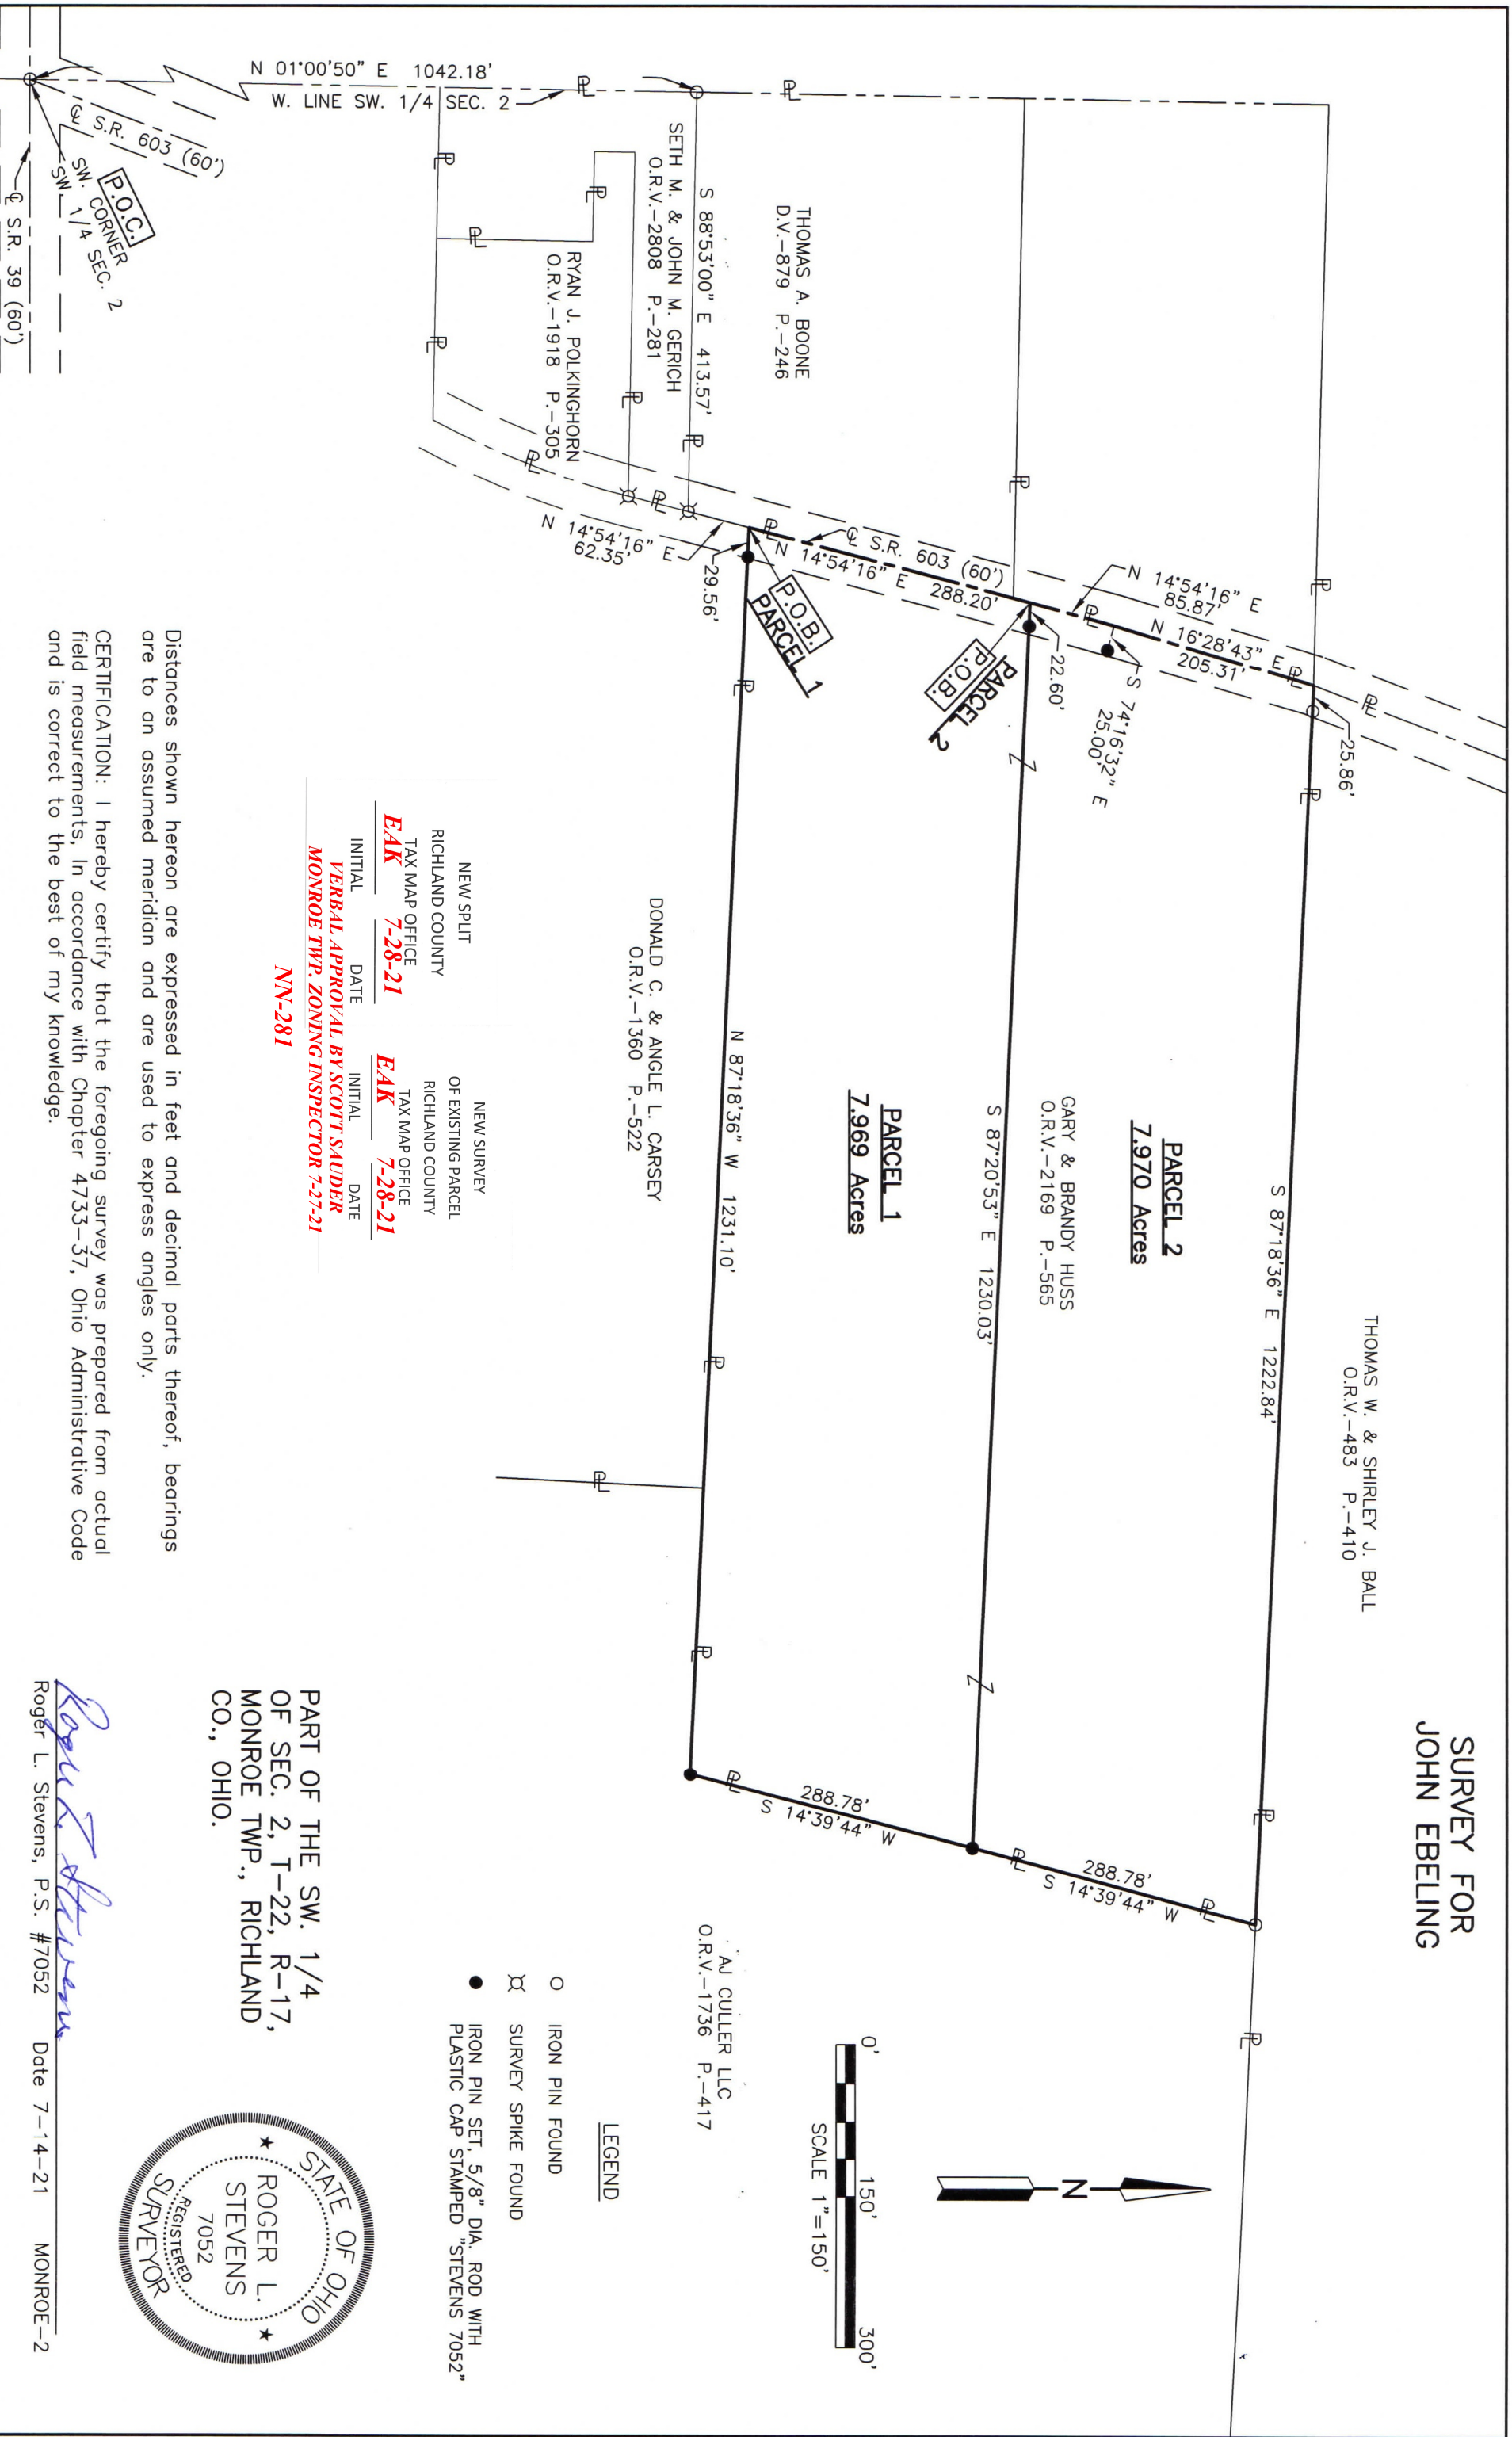 SURVEY FOR
JOHN EBELING
N 01°00'50" E 1042.18'
W. LINE SW. 1/4 SEC. 2
℄ S.R. 603 (60')
P.O.C.
SW. CORNER
SW. 1/4 SEC. 2
℄ S.R. 39 (60')
THOMAS A. BOONE
D.V.-879 P.-246
S 88°53'00" E 413.57'
SETH M. & JOHN M. GERICH
O.R.V.-2808 P.-281
RYAN J. POLKINGHORN
O.R.V.-1918 P.-305
N 14°54'16" E
62.35'
29.56'
P.O.B.
PARCEL 1
℄ S.R. 603 (60')
N 14°54'16" E 288.20'
PARCEL 2
P.O.B.
22.60'
N 14°54'16" E
85.87'
N 16°28'43" E
205.31'
S 74°16'32" E
25.00'
25.86'
THOMAS W. & SHIRLEY J. BALL
O.R.V.-483 P.-410
S 87°18'36" E 1222.84'
PARCEL 2
7.970 Acres
GARY & BRANDY HUSS
O.R.V.-2169 P.-565
S 87°20'53" E 1230.03'
PARCEL 1
7.969 Acres
N 87°18'36" W 1231.10'
DONALD C. & ANGLE L. CARSEY
O.R.V.-1360 P.-522
288.78'
S 14°39'44" W
288.78'
S 14°39'44" W
AJ CULLER LLC
O.R.V.-1736 P.-417
N
0' 150' 300'
SCALE 1"=150'
LEGEND
IRON PIN FOUND
SURVEY SPIKE FOUND
IRON PIN SET, 5/8" DIA. ROD WITH
PLASTIC CAP STAMPED "STEVENS 7052"
NEW SPLIT
RICHLAND COUNTY
TAX MAP OFFICE
EAK 7-28-21
INITIAL DATE
NEW SURVEY
OF EXISTING PARCEL
RICHLAND COUNTY
TAX MAP OFFICE
EAK 7-28-21
INITIAL DATE
VERBAL APPROVAL BY SCOTT SAUDER
MONROE TWP. ZONING INSPECTOR 7-27-21
NN-281
Distances shown hereon are expressed in feet and decimal parts thereof, bearings
are to an assumed meridian and are used to express angles only.
CERTIFICATION: I hereby certify that the foregoing survey was prepared from actual
field measurements, In accordance with Chapter 4733-37, Ohio Administrative Code
and is correct to the best of my knowledge.
PART OF THE SW. 1/4
OF SEC. 2, T-22, R-17,
MONROE TWP., RICHLAND
CO., OHIO.
Roger L. Stevens
Roger L. Stevens, P.S. #7052 Date 7-14-21 MONROE-2
STATE OF OHIO
ROGER L.
STEVENS
7052
REGISTERED
SURVEYOR